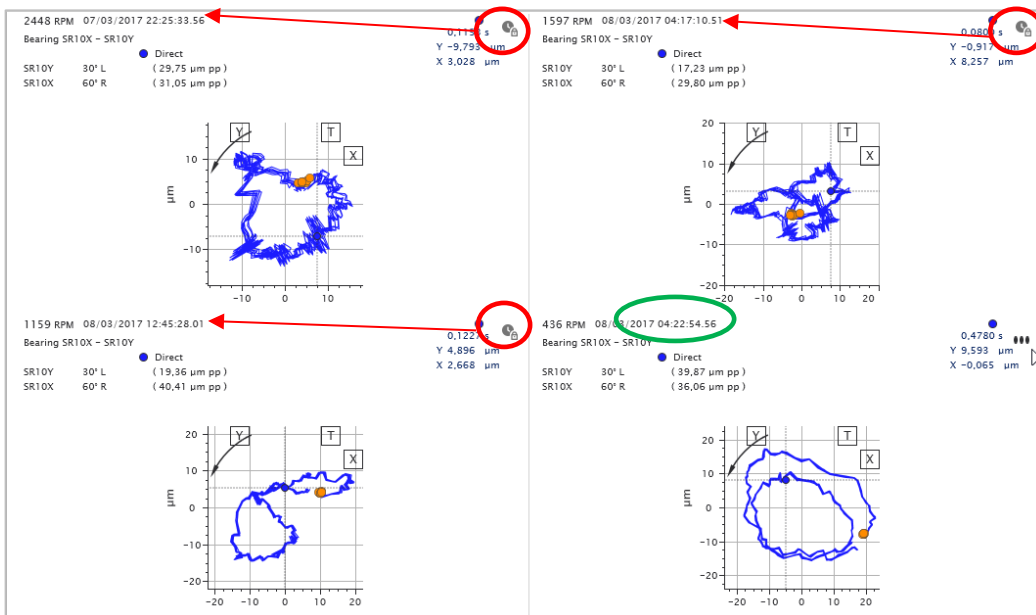 2448 RPM 07/03/2017 22:25:33.56
Bearing SR10X - SR10Y
Direct
SR10Y 30° L ( 29,75 µm pp )
SR10X 60° R ( 31,05 µm pp )
s
Y -9,793 µm
X 3,028 µm
Y T
X
µm
10
0
-10
-10 0 10
1597 RPM 08/03/2017 04:17:10.51
Bearing SR10X - SR10Y
Direct
SR10Y 30° L ( 17,23 µm pp )
SR10X 60° R ( 29,80 µm pp )
s
Y -0,917 µm
X 8,257 µm
Y T
X
µm
20
10
0
-10
-20
-20 -10 0 10 20
1159 RPM 08/03/2017 12:45:28.01
Bearing SR10X - SR10Y
Direct
SR10Y 30° L ( 19,36 µm pp )
SR10X 60° R ( 40,41 µm pp )
s
Y 4,896 µm
X 2,668 µm
Y T
X
µm
20
10
0
-10
-20
-20 -10 0 10 20
436 RPM 08/03/2017 04:22:54.56
Bearing SR10X - SR10Y
Direct
SR10Y 30° L ( 39,87 µm pp )
SR10X 60° R ( 36,06 µm pp )
0,4780 s
Y 9,593 µm
X -0,065 µm
Y T
X
µm
20
10
0
-10
-20
-20 -10 0 10 20